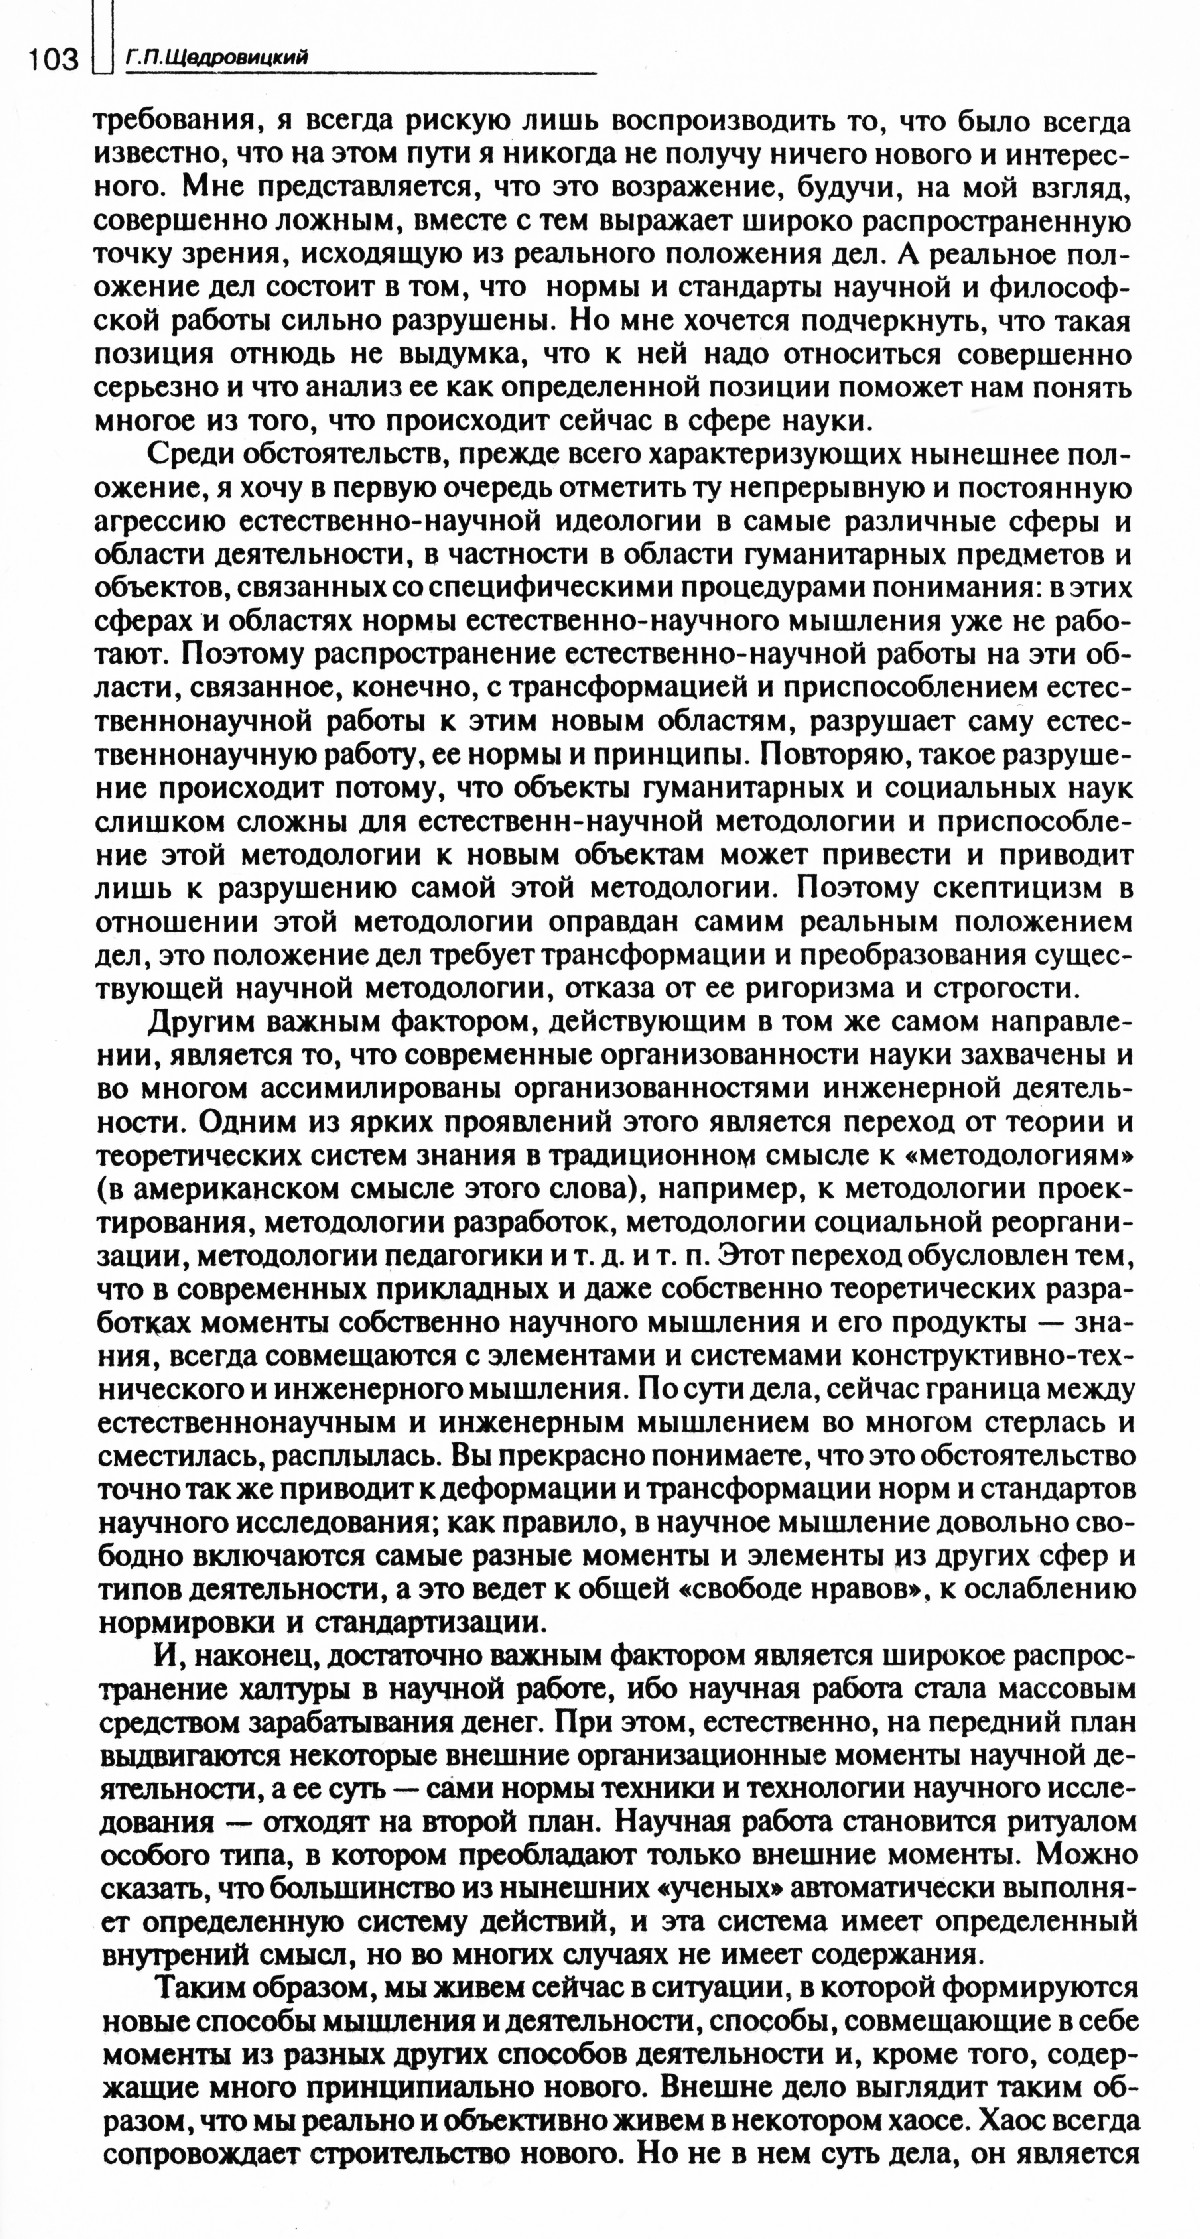 103
Г.П.Щедровицкий
требования, я всегда рискую лишь воспроизводить то, что было всегда
известно, что на этом пути я никогда не получу ничего нового и интерес-
ного. Мне представляется, что это возражение, будучи, на мой взгляд,
совершенно ложным, вместе с тем выражает широко распространенную
точку зрения, исходящую из реального положения дел. А реальное пол-
ожение дел состоит в том, что нормы и стандарты научной и философ-
ской работы сильно разрушены. Но мне хочется подчеркнуть, что такая
позиция отнюдь не выдумка, что к ней надо относиться совершенно
серьезно и что анализ ее как определенной позиции поможет нам понять
многое из того, что происходит сейчас в сфере науки.
Среди обстоятельств, прежде всего характеризующих нынешнее пол-
ожение, я хочу в первую очередь отметить ту непрерывную и постоянную
агрессию естественно-научной идеологии в самые различные сферы и
области деятельности, в частности в области гуманитарных предметов и
объектов, связанных со специфическими процедурами понимания: в этих
сферах и областях нормы естественно-научного мышления уже не рабо-
тают. Поэтому распространение естественно-научной работы на эти об-
ласти, связанное, конечно, с трансформацией и приспособлением естес-
твеннонаучной работы к этим новым областям, разрушает саму естес-
твеннонаучную работу, ее нормы и принципы. Повторяю, такое разруше-
ние происходит потому, что объекты гуманитарных и социальных наук
слишком сложны для естественн-научной методологии и приспособле-
ние этой методологии к новым объектам может привести и приводит
лишь к разрушению самой этой методологии. Поэтому скептицизм в
отношении этой методологии оправдан самим реальным положением
дел, это положение дел требует трансформации и преобразования сущес-
твующей научной методологии, отказа от ее ригоризма и строгости.
Другим важным фактором, действующим в том же самом направле-
нии, является то, что современные организованности науки захвачены и
во многом ассимилированы организованностями инженерной деятель-
ности. Одним из ярких проявлений этого является переход от теории и
теоретических систем знания в традиционном смысле к «методологиям»
(в американском смысле этого слова), например, к методологии проек-
тирования, методологии разработок, методологии социальной реоргани-
зации, методологии педагогики и т. д. и т. п. Этот переход обусловлен тем,
что в современных прикладных и даже собственно теоретических разра-
ботках моменты собственно научного мышления и его продукты — зна-
ния, всегда совмещаются с элементами и системами конструктивно-тех-
нического и инженерного мышления. По сути дела, сейчас граница между
естественнонаучным и инженерным мышлением во многом стерлась и
сместилась, расплылась. Вы прекрасно понимаете, что это обстоятельство
точно так же приводит к деформации и трансформации норм и стандартов
научного исследования; как правило, в научное мышление довольно сво-
бодно включаются самые разные моменты и элементы из других сфер и
типов деятельности, а это ведет к общей «свободе нравов», к ослаблению
нормировки и стандартизации.
И, наконец, достаточно важным фактором является широкое распрос-
транение халтуры в научной работе, ибо научная работа стала массовым
средством зарабатывания денег. При этом, естественно, на передний план
выдвигаются некоторые внешние организационные моменты научной де-
ятельности, а ее суть — сами нормы техники и технологии научного иссле-
дования — отходят на второй план. Научная работа становится ритуалом
особого типа, в котором преобладают только внешние моменты. Можно
сказать, что большинство из нынешних «ученых» автоматически выполня-
ет определенную систему действий, и эта система имеет определенный
внутрений смысл, но во многих случаях не имеет содержания.
Таким образом, мы живем сейчас в ситуации, в которой формируются
новые способы мышления и деятельности, способы, совмещающие в себе
моменты из разных других способов деятельности и, кроме того, содер-
жащие много принципиально нового. Внешне дело выглядит таким об-
разом, что мы реально и объективно живем в некотором хаосе. Хаос всегда
сопровождает строительство нового. Но не в нем суть дела, он является